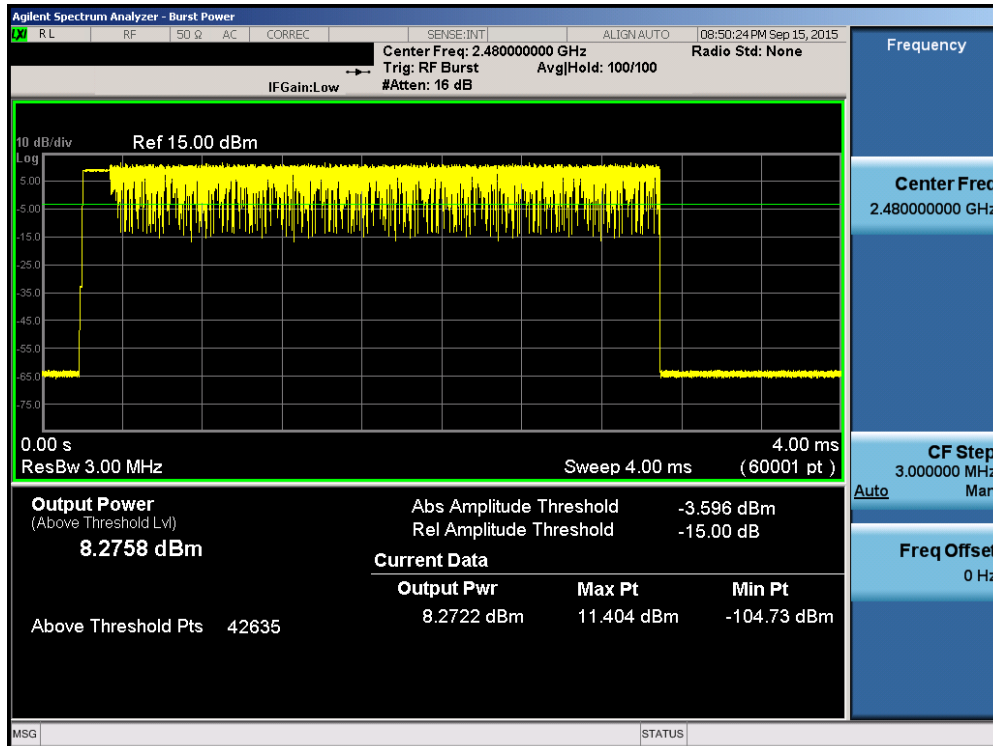 Agilent Spectrum Analyzer - Burst Power
LXI RL RF 50 Ω AC CORREC SENSE:INT ALIGN AUTO 08:50:24 PM Sep 15, 2015
Center Freq: 2.480000000 GHz Radio Std: None
Trig: RF Burst Avg|Hold: 100/100
IFGain:Low #Atten: 16 dB
10 dB/div Ref 15.00 dBm
Log
5.00
-5.00
-15.0
-25.0
-35.0
-45.0
-55.0
-65.0
-75.0
0.00 s 4.00 ms
ResBw 3.00 MHz Sweep 4.00 ms (60001 pt )
Output Power
(Above Threshold Lvl)
8.2758 dBm
Above Threshold Pts 42635
Abs Amplitude Threshold -3.596 dBm
Rel Amplitude Threshold -15.00 dB
Current Data
Output Pwr Max Pt Min Pt
8.2722 dBm 11.404 dBm -104.73 dBm
Frequency
Center Freq
2.480000000 GHz
CF Step
3.000000 MHz
Auto Man
Freq Offset
0 Hz
MSG STATUS